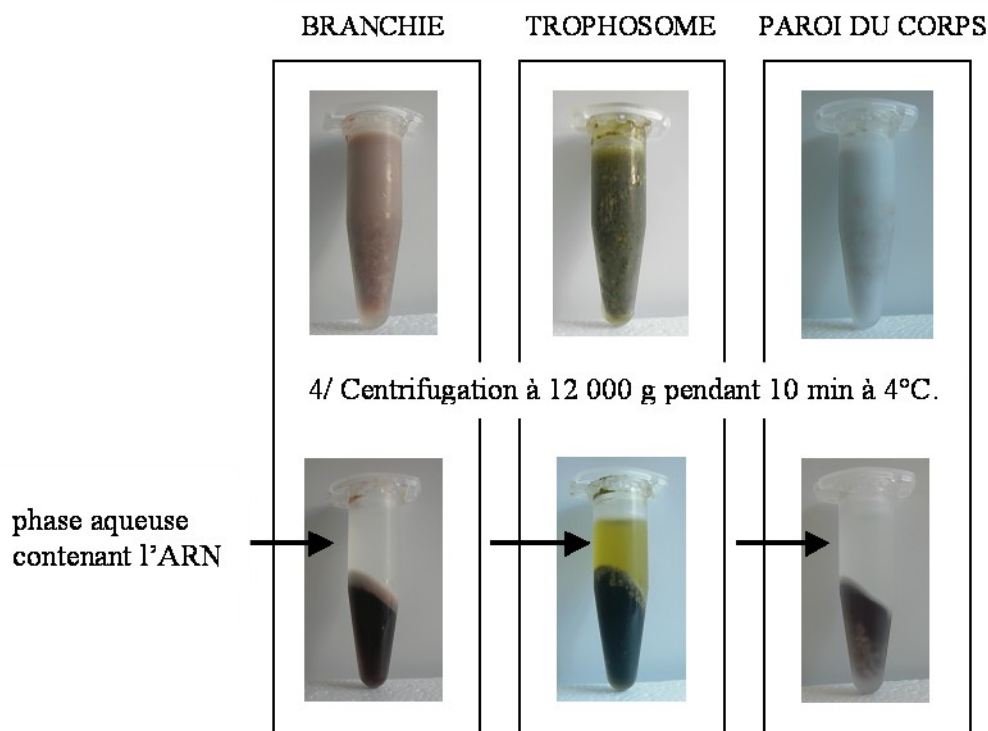 BRANCHIE TROPHOSOME PAROI DU CORPS
4/ Centrifugation à 12 000 g pendant 10 min à 4°C.
phase aqueuse
contenant l'ARN